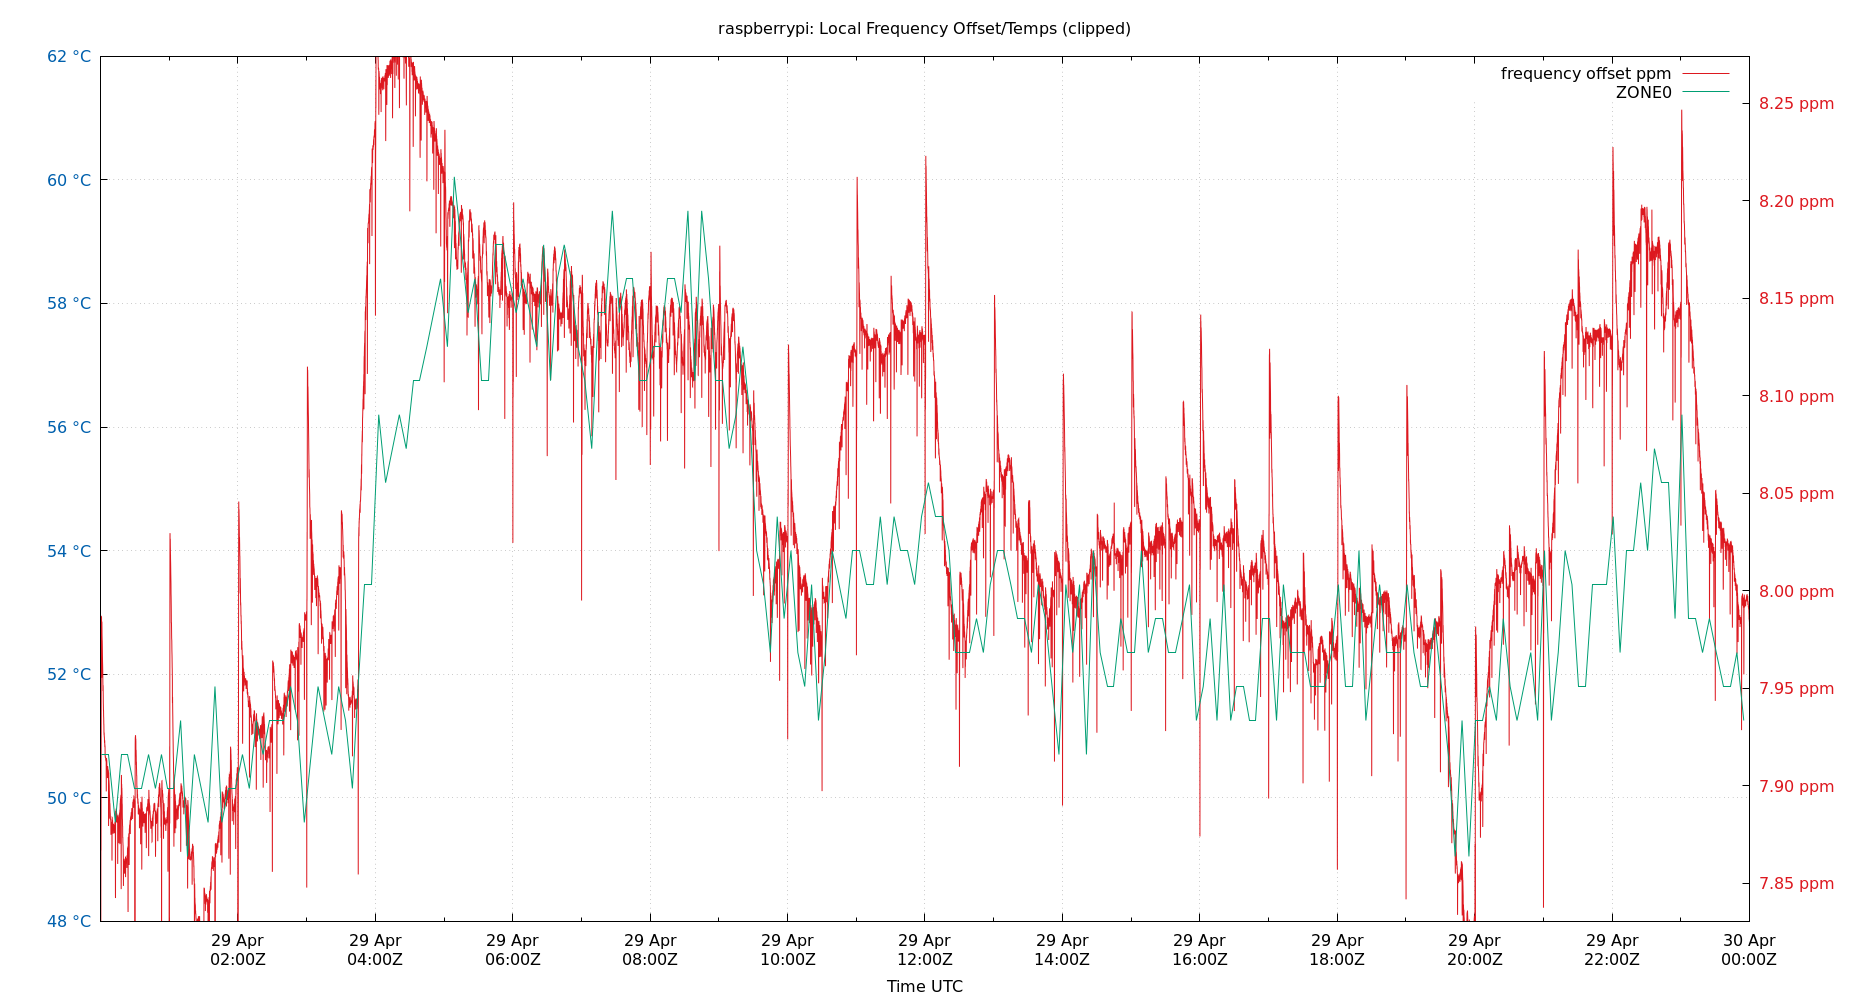 raspberrypi: Local Frequency Offset/Temps (clipped)
frequency offset ppm
ZONE0
62 °C
60 °C
58 °C
56 °C
54 °C
52 °C
50 °C
48 °C
8.25 ppm
8.20 ppm
8.15 ppm
8.10 ppm
8.05 ppm
8.00 ppm
7.95 ppm
7.90 ppm
7.85 ppm
29 Apr 29 Apr 29 Apr 29 Apr 29 Apr 29 Apr 29 Apr 29 Apr 29 Apr 29 Apr 29 Apr 30 Apr
02:00Z 04:00Z 06:00Z 08:00Z 10:00Z 12:00Z 14:00Z 16:00Z 18:00Z 20:00Z 22:00Z 00:00Z
Time UTC